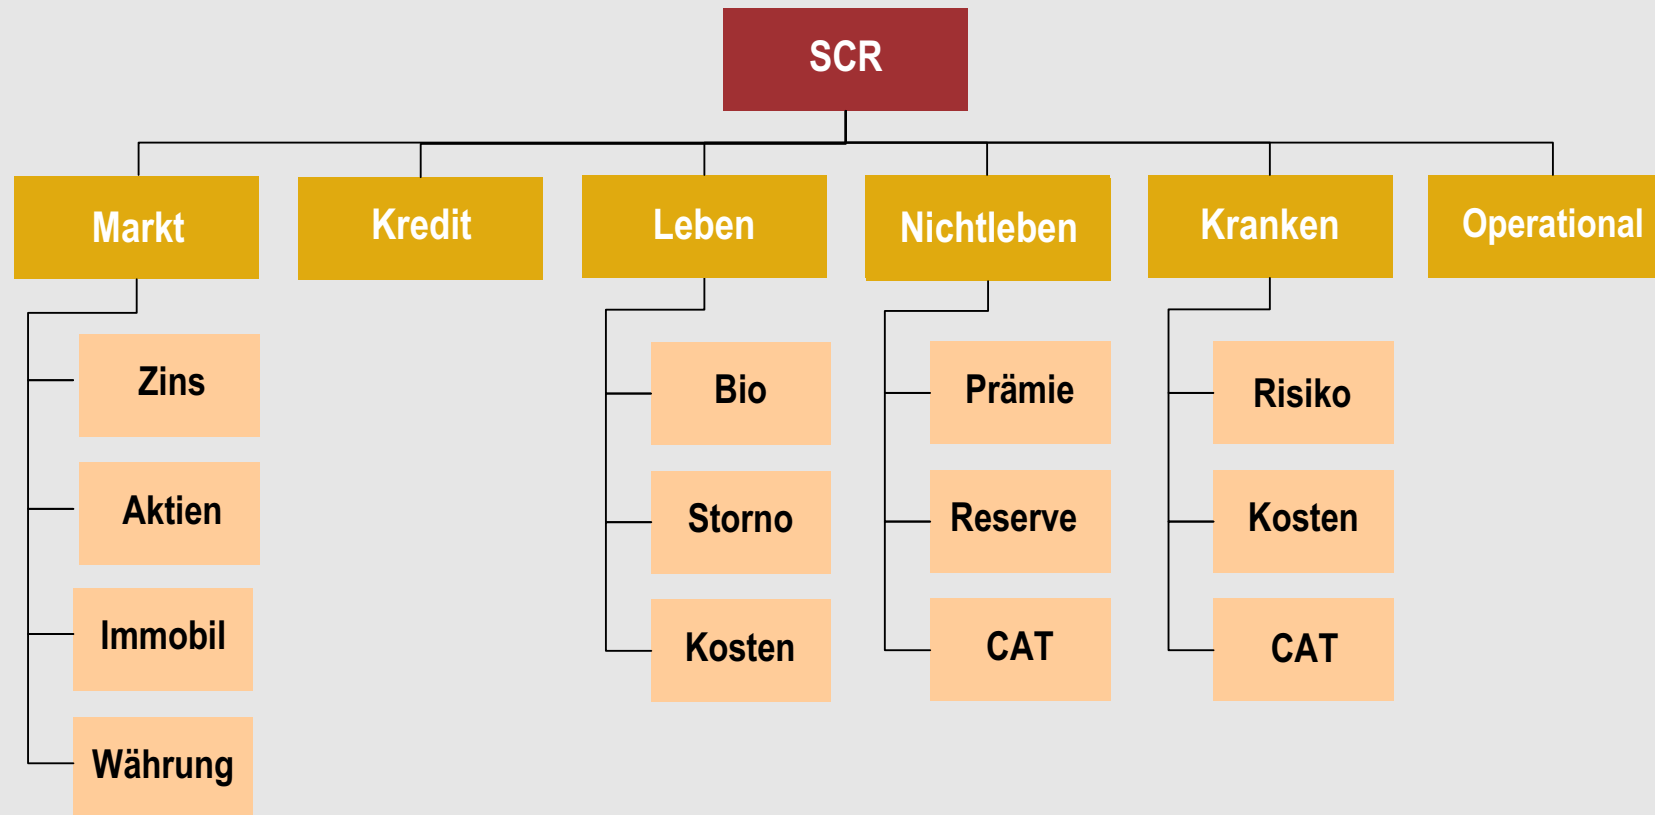 SCR
Markt
Kredit
Leben
Nichtleben
Kranken
Operational
Zins
Aktien
Immobil
Währung
Bio
Storno
Kosten
Prämie
Reserve
CAT
Risiko
Kosten
CAT